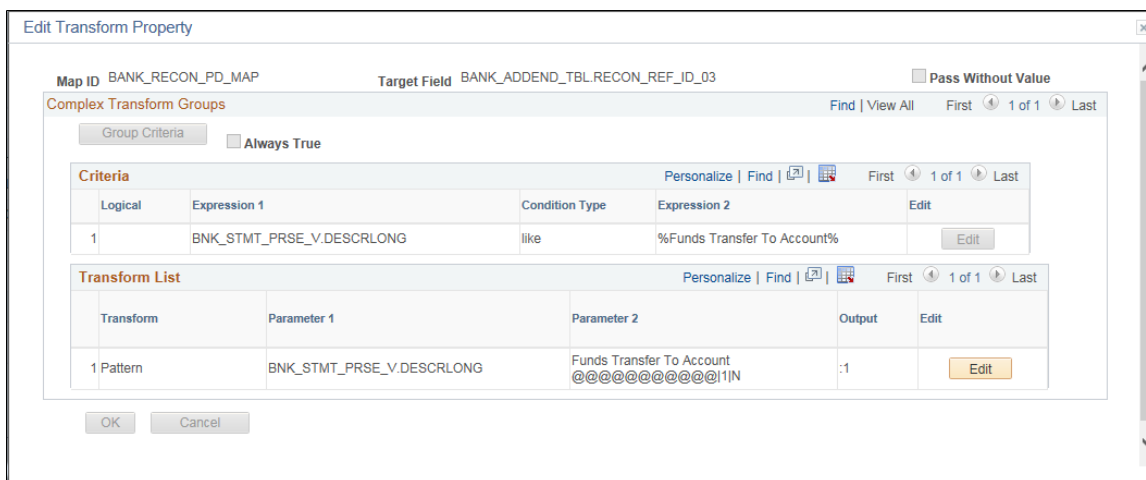 Edit Transform Property
Map ID BANK_RECON_PD_MAP Target Field BANK_ADDEND_TBL.RECON_REF_ID_03 Pass Without Value
Complex Transform Groups Find | View All First 1 of 1 Last
Group Criteria Always True
Criteria Personalize | Find | | First 1 of 1 Last
Logical Expression 1 Condition Type Expression 2 Edit
1 BNK_STMT_PRSE_V.DESCRLONG like %Funds Transfer To Account% Edit
Transform List Personalize | Find | | First 1 of 1 Last
Transform Parameter 1 Parameter 2 Output Edit
1 Pattern BNK_STMT_PRSE_V.DESCRLONG Funds Transfer To Account :1 Edit
@@@@@@@@@@@|1|N
OK Cancel